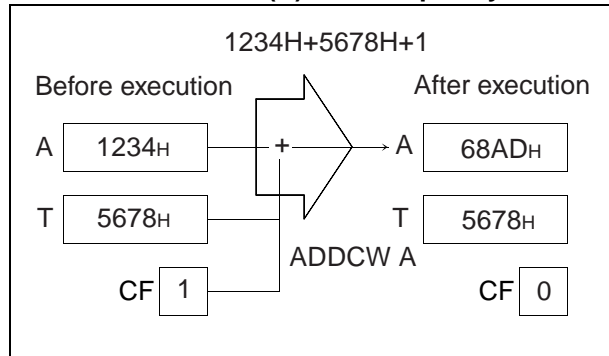 1234H+5678H+1
Before execution
After execution
A 1234H + A 68ADH
T 5678H T 5678H
ADDCW A
CF 1 CF 0